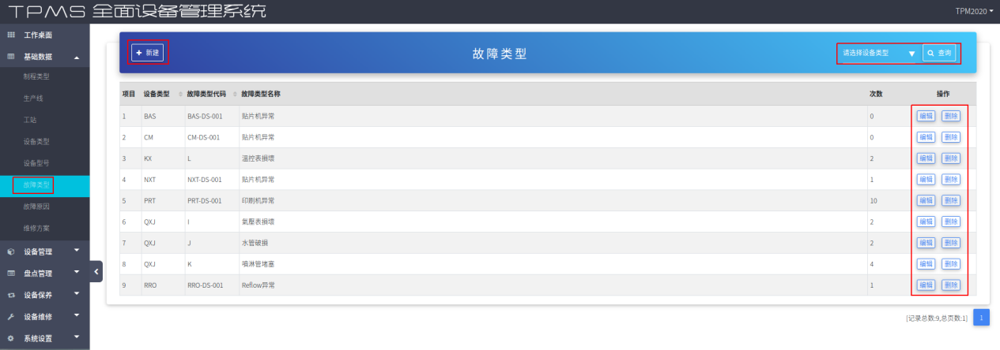 TPMS 全面设备管理系统
TPM2020
工作桌面
基础数据
制程类型
生产线
工站
设备类型
设备型号
故障类型
故障原因
维修方案
设备管理
盘点管理
设备保养
设备维修
系统设置
+ 新建
故障类型
请选择设备类型 查询
项目 设备类型 故障类型代码 故障类型名称 次数 操作
1 BAS BAS-DS-001 贴片机异常 0 编辑 删除
2 CM CM-DS-001 贴片机异常 0 编辑 删除
3 KX L 溫控表損壞 2 编辑 删除
4 NXT NXT-DS-001 贴片机异常 1 编辑 删除
5 PRT PRT-DS-001 印刷机异常 10 编辑 删除
6 QXJ I 氣壓表損壞 2 编辑 删除
7 QXJ J 水管破損 2 编辑 删除
8 QXJ K 噴淋管堵塞 4 编辑 删除
9 RRO RRO-DS-001 Reflow异常 1 编辑 删除
[记录总数:9,总页数:1] 1